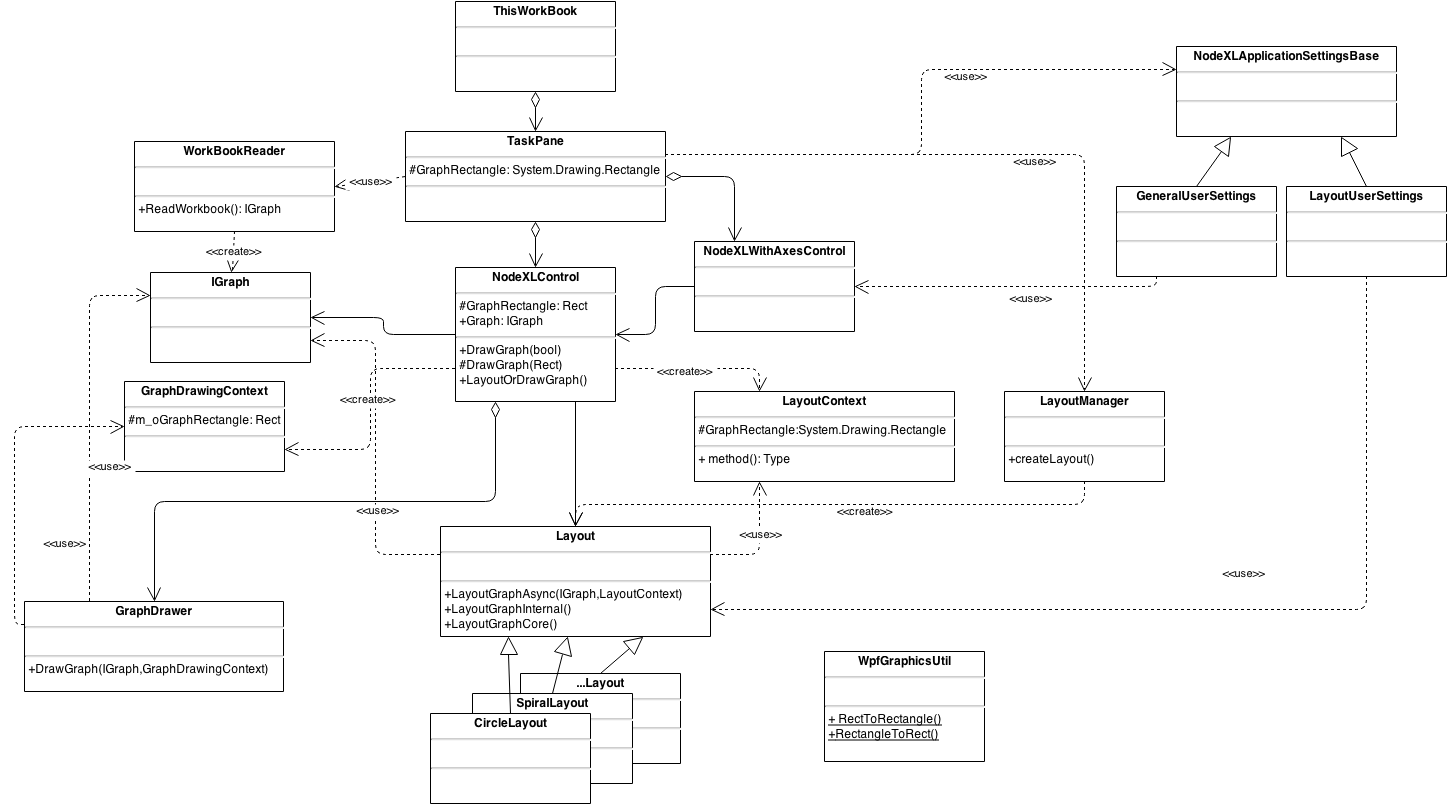 ThisWorkBook
NodeXLApplicationSettingsBase
<<use>>
TaskPane
#GraphRectangle: System.Drawing.Rectangle
WorkBookReader
+ReadWorkbook(): IGraph
<<use>>
<<use>>
GeneralUserSettings
LayoutUserSettings
<<create>>
NodeXLWithAxesControl
IGraph
NodeXLControl
#GraphRectangle: Rect
+Graph: IGraph
+DrawGraph(bool)
#DrawGraph(Rect)
+LayoutOrDrawGraph()
<<use>>
GraphDrawingContext
#m_oGraphRectangle: Rect
<<create>>
<<create>>
LayoutContext
#GraphRectangle:System.Drawing.Rectangle
+ method(): Type
LayoutManager
+createLayout()
<<use>>
<<use>>
<<create>>
<<use>>
<<use>>
Layout
+LayoutGraphAsync(IGraph,LayoutContext)
+LayoutGraphInternal()
+LayoutGraphCore()
<<use>>
GraphDrawer
+DrawGraph(IGraph,GraphDrawingContext)
...Layout
SpiralLayout
CircleLayout
WpfGraphicsUtil
+ RectToRectangle()
+RectangleToRect()